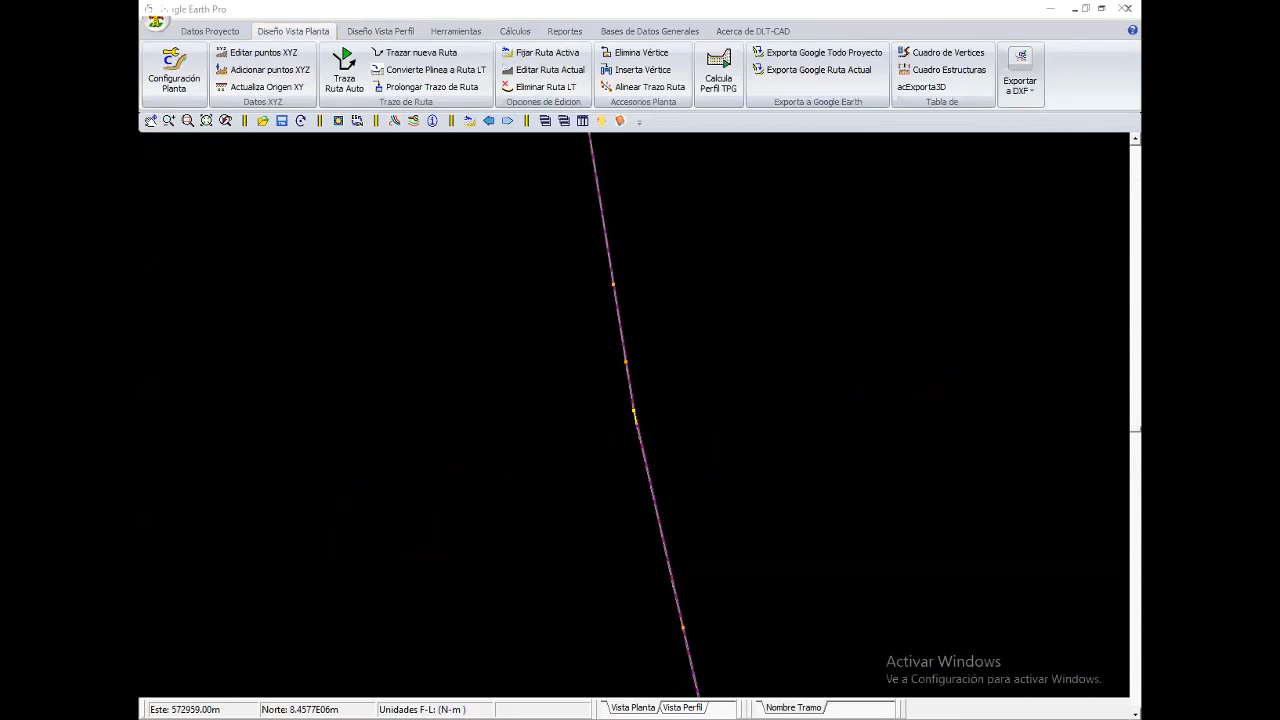 gle Earth Pro
Datos Proyecto Diseño Vista Planta Diseño Vista Perfil Herramientas Cálculos Reportes Bases de Datos Generales Acerca de DLT-CAD
Configuración Planta
Editar puntos XYZ
Adicionar puntos XYZ
Actualiza Origen XY
Datos XYZ
Traza Ruta Auto
Trazar nueva Ruta
Convierte Plinea a Ruta LT
Prolongar Trazo de Ruta
Trazo de Ruta
Fijar Ruta Activa
Editar Ruta Actual
Eliminar Ruta LT
Opciones de Edicion
Elimina Vértice
Inserta Vértice
Alinear Trazo Ruta
Accesorios Planta
Calcula Perfil TPG
Exporta Google Todo Proyecto
Exporta Google Ruta Actual
Exporta a Google Earth
Cuadro de Vertices
Cuadro Estructuras
acExporta3D
Tabla de
Exportar a DXF
Activar Windows
Ve a Configuración para activar Windows.
Este: 572959.00m Norte: 8.4577E06m Unidades F-L: (N-m ) Vista Planta Vista Perfil Nombre Tramo